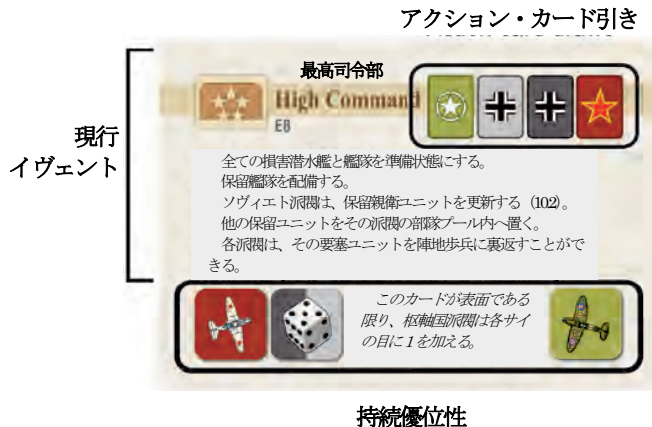 アクション・カード引き
最高司令部
High Command
E8
現行
イヴェント
全ての損害潜水艦と艦隊を準備状態にする。
保留艦隊を配備する。
ソヴィエト派閥は、保留親衛ユニットを更新する (102)。
他の保留ユニットをその派閥の部隊プール内へ置く。
各派閥は、その要塞ユニットを陣地歩兵に裏返すことがで
きる。
このカードが表面である
限り、枢軸国派閥は各サイ
の目に1を加える。
持続優位性